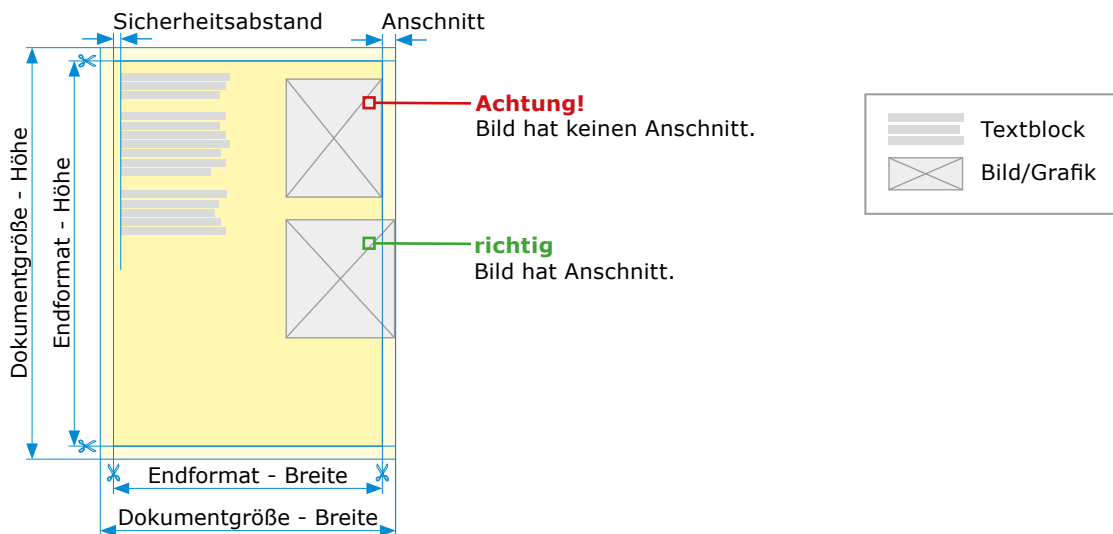 Sicherheitsabstand
Anschnitt
Dokumentgröße - Höhe
Endformat - Höhe
Achtung!
Bild hat keinen Anschnitt.
richtig
Bild hat Anschnitt.
Textblock
Bild/Grafik
Endformat - Breite
Dokumentgröße - Breite